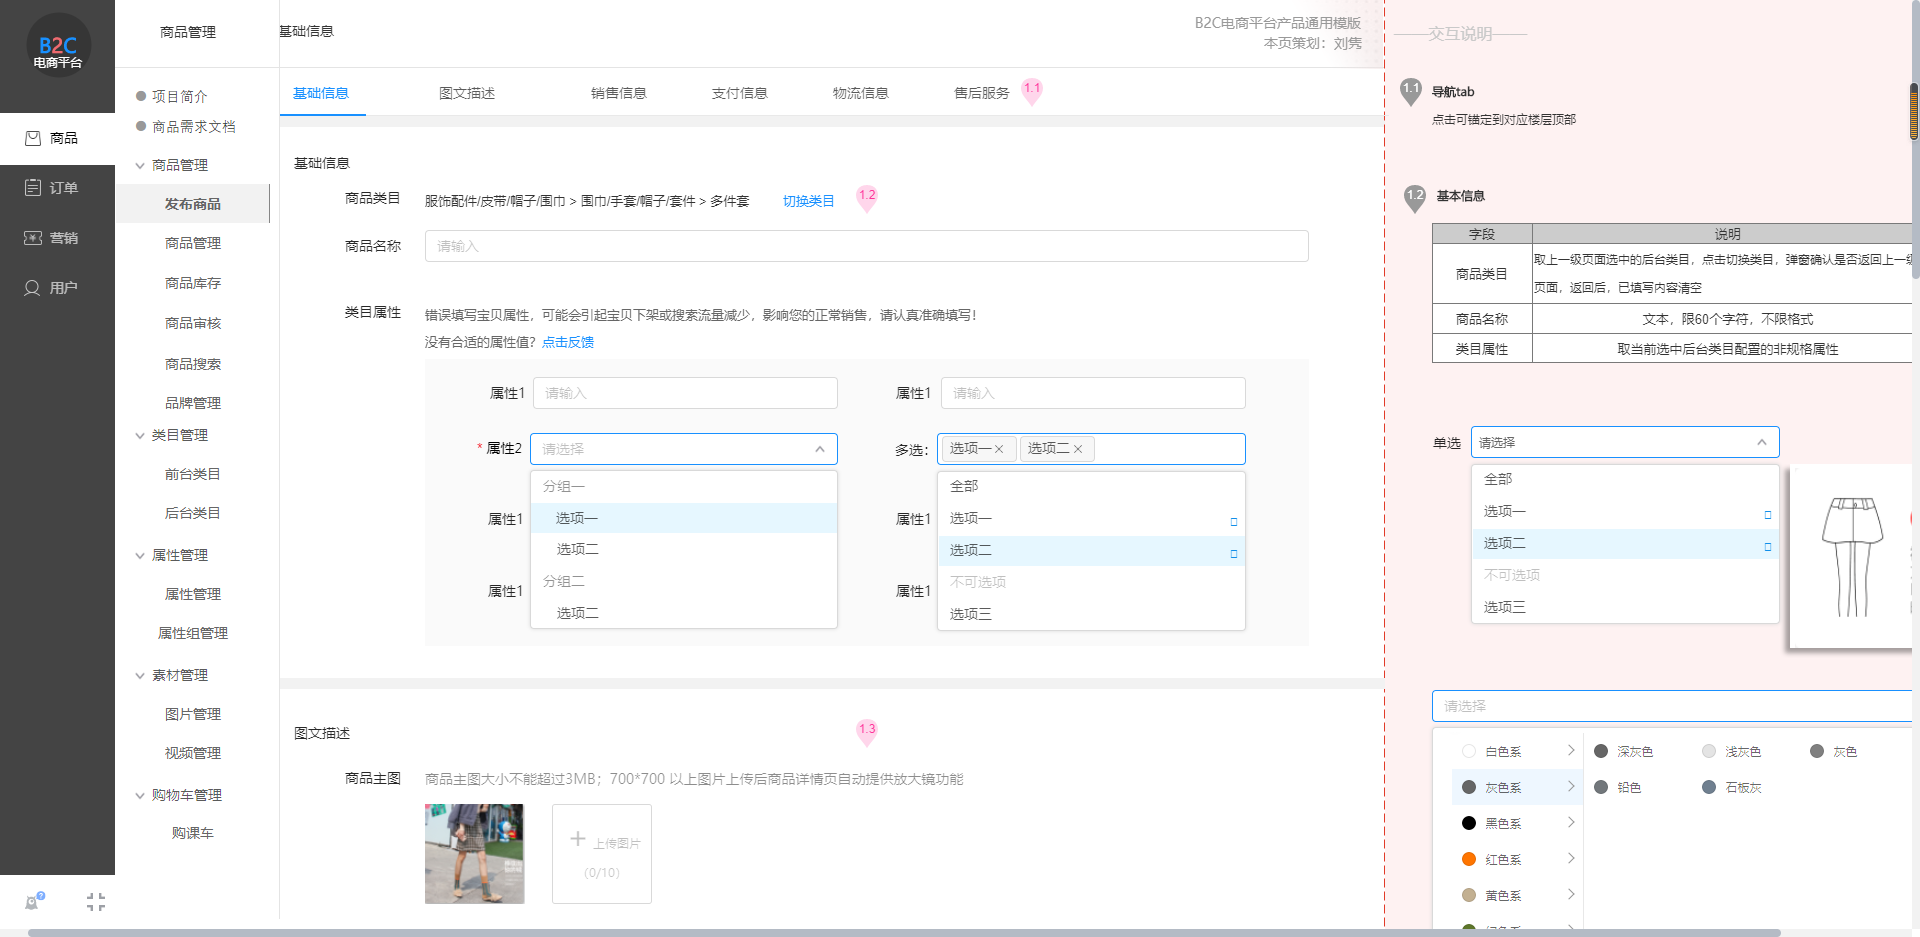 B2C
电商平台
商品
订单
营销
用户
商品管理
项目简介
商品需求文档
商品管理
发布商品
商品管理
商品库存
商品审核
商品搜索
品牌管理
类目管理
前台类目
后台类目
属性管理
属性管理
属性组管理
素材管理
图片管理
视频管理
购物车管理
购课车
基础信息
B2C电商平台产品通用模版
本页策划：刘隽
基础信息 图文描述 销售信息 支付信息 物流信息 售后服务 1.1
基础信息
商品类目 服饰配件/皮带/帽子/围巾 > 围巾/手套/帽子/套件 > 多件套 切换类目 1.2
商品名称 请输入
类目属性 错误填写宝贝属性，可能会引起宝贝下架或搜索流量减少，影响您的正常销售，请认真准确填写！
没有合适的属性值？点击反馈
属性1 请输入 属性1 请输入
* 属性2 请选择 多选： 选项一 选项二
分组一 全部
属性1 选项一 属性1 选项一
选项二 选项二
分组二 不可选项
属性1 属性1
选项二 选项三
图文描述 1.3
商品主图 商品主图大小不能超过3MB；700*700 以上图片上传后商品详情页自动提供放大镜功能
上传图片
(0/10)
交互说明
1.1 导航tab
点击可锚定到对应楼层顶部
1.2 基本信息
字段 说明
商品类目 取上一级页面选中的后台类目，点击切换类目，弹窗确认是否返回上一级
页面，返回后，已填写内容清空
商品名称 文本，限60个字符，不限格式
类目属性 取当前选中后台类目配置的非规格属性
单选 请选择
全部
选项一
选项二
不可选项
选项三
请选择
白色系 深灰色 浅灰色 灰色
灰色系 铅色 石板灰
黑色系
红色系
黄色系